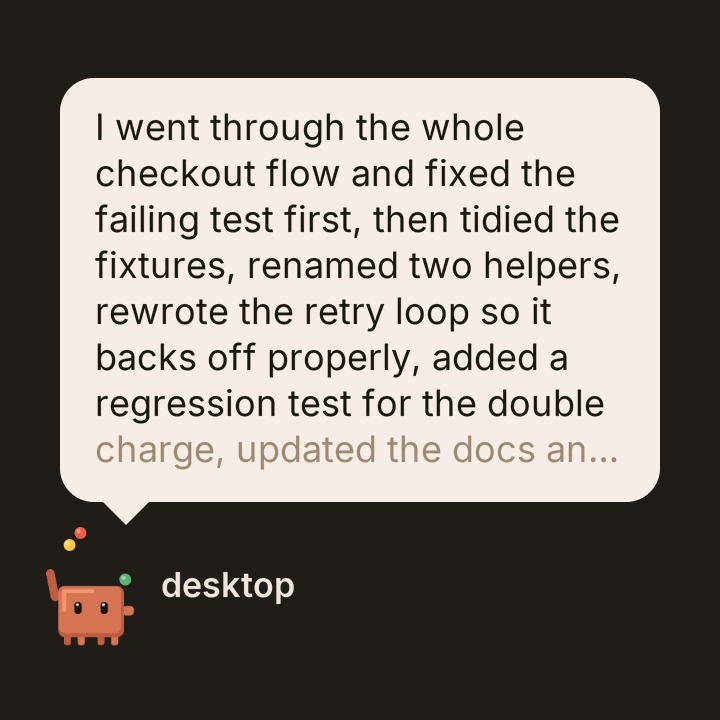 I went through the whole
checkout flow and fixed the
failing test first, then tidied the
fixtures, renamed two helpers,
rewrote the retry loop so it
backs off properly, added a
regression test for the double
charge, updated the docs an...
desktop